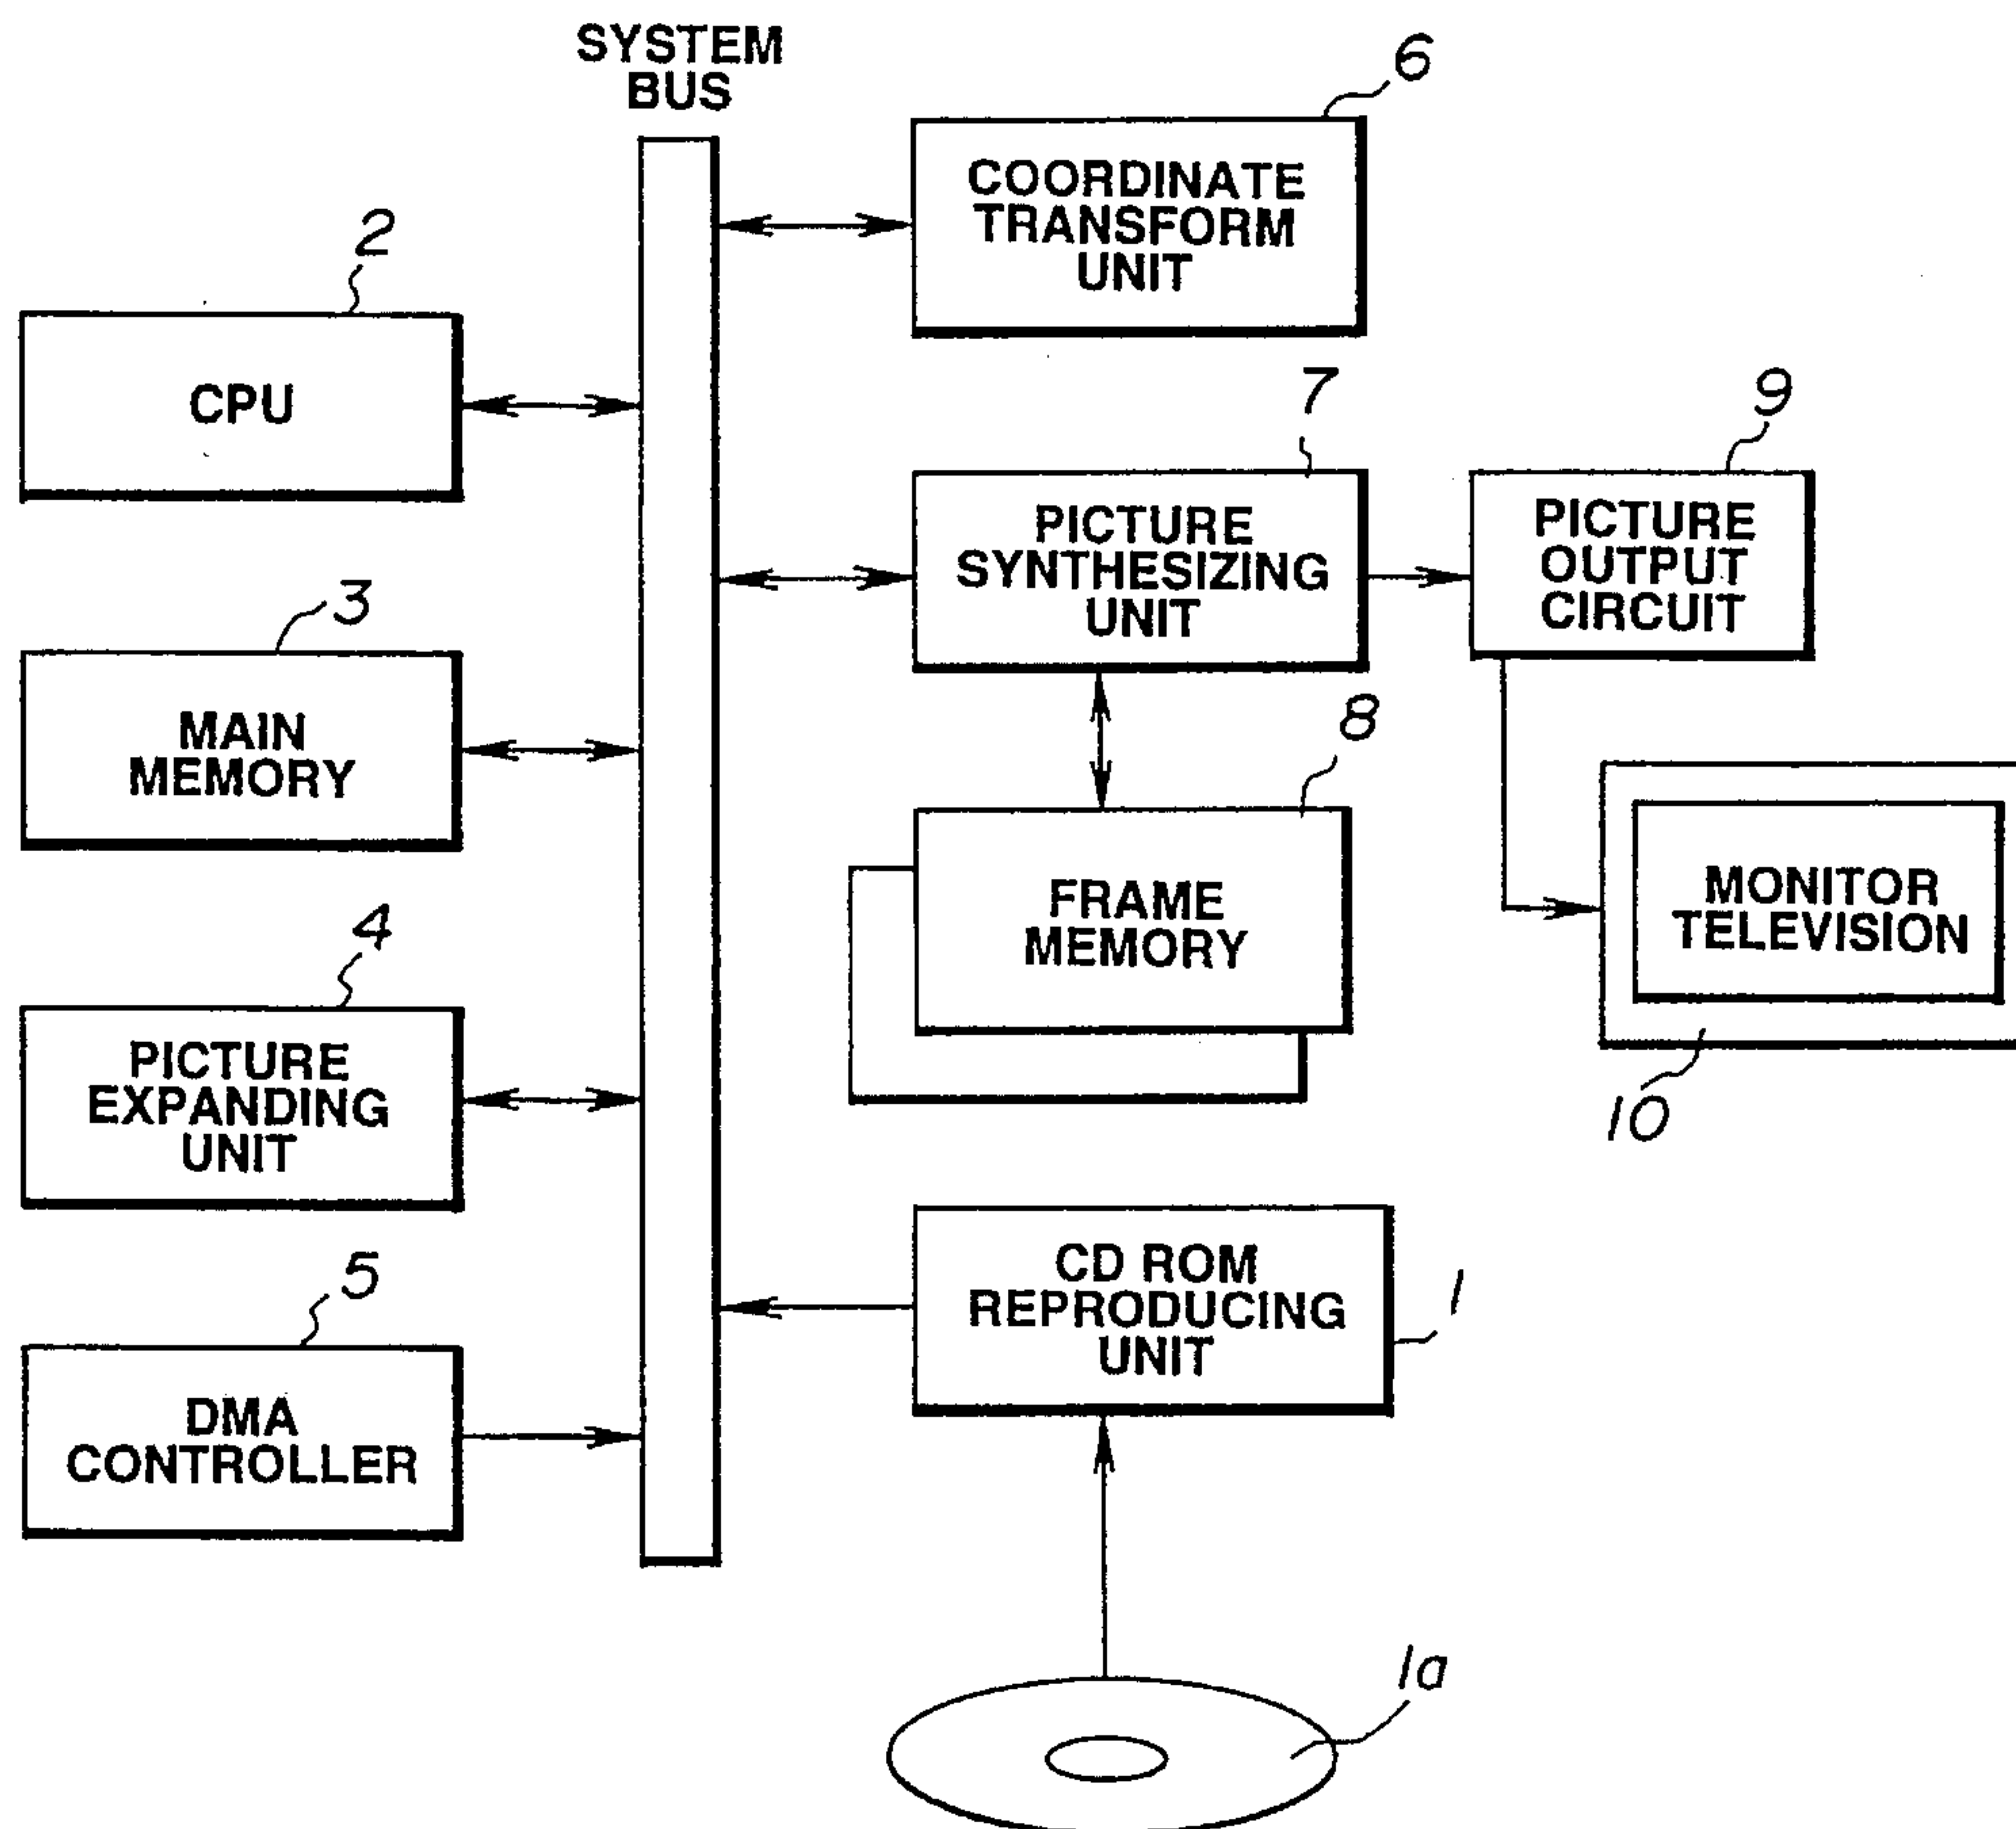 SYSTEM
BUS
6
COORDINATE
TRANSFORM
UNIT
2
CPU
7
PICTURE
SYNTHESIZING
UNIT
9
PICTURE
OUTPUT
CIRCUIT
3
MAIN
MEMORY
8
FRAME
MEMORY
MONITOR
TELEVISION
10
4
PICTURE
EXPANDING
UNIT
CD ROM
REPRODUCING
UNIT
1
5
DMA
CONTROLLER
1a